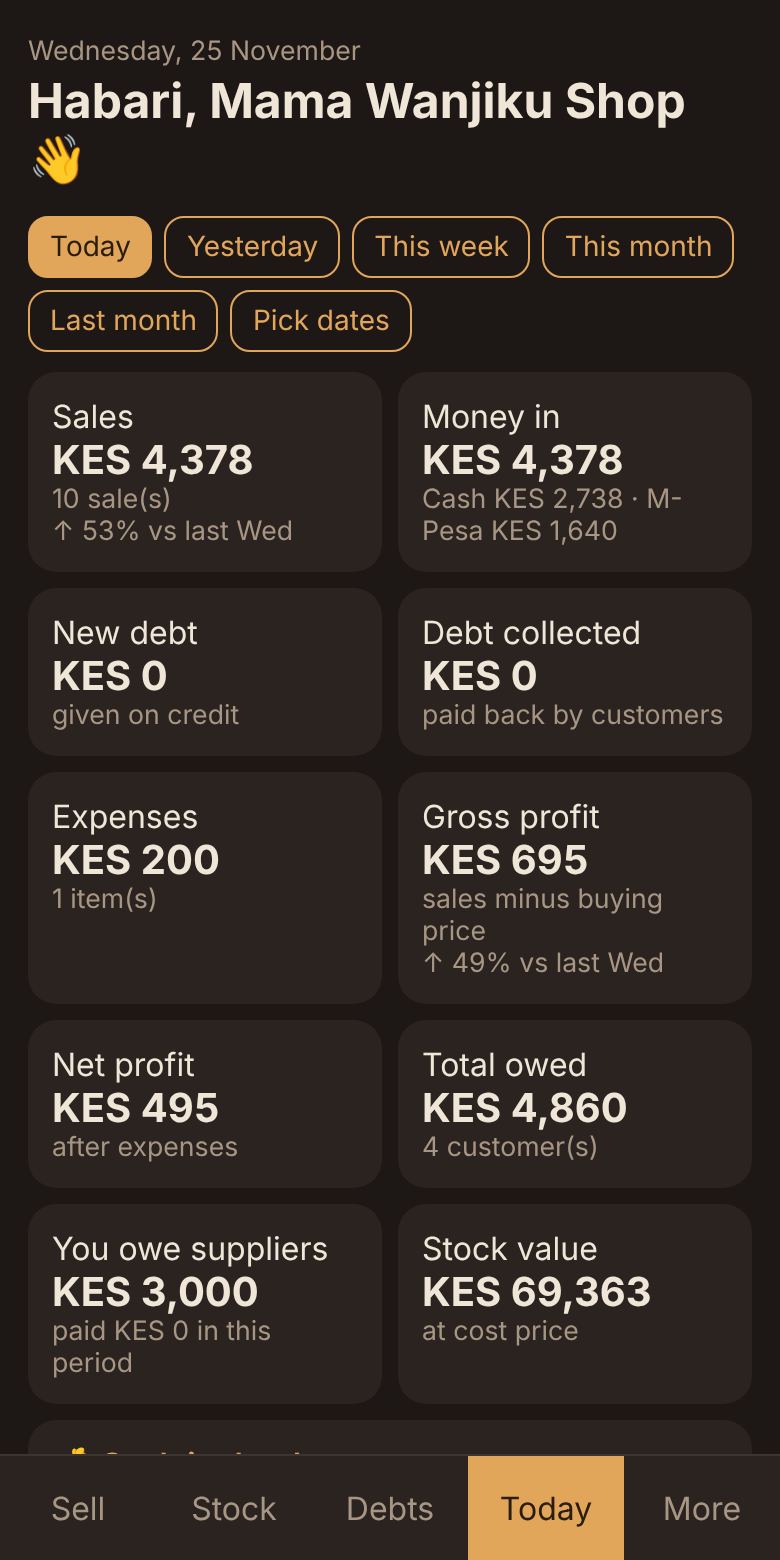 Wednesday, 25 November
Habari, Mama Wanjiku Shop
👋
Today
Yesterday
This week
This month
Last month
Pick dates
Sales
KES 4,378
10 sale(s)
↑ 53% vs last Wed
Money in
KES 4,378
Cash KES 2,738 · M-
Pesa KES 1,640
New debt
KES 0
given on credit
Debt collected
KES 0
paid back by customers
Expenses
KES 200
1 item(s)
Gross profit
KES 695
sales minus buying
price
↑ 49% vs last Wed
Net profit
KES 495
after expenses
Total owed
KES 4,860
4 customer(s)
You owe suppliers
KES 3,000
paid KES 0 in this
period
Stock value
KES 69,363
at cost price
Sell
Stock
Debts
Today
More